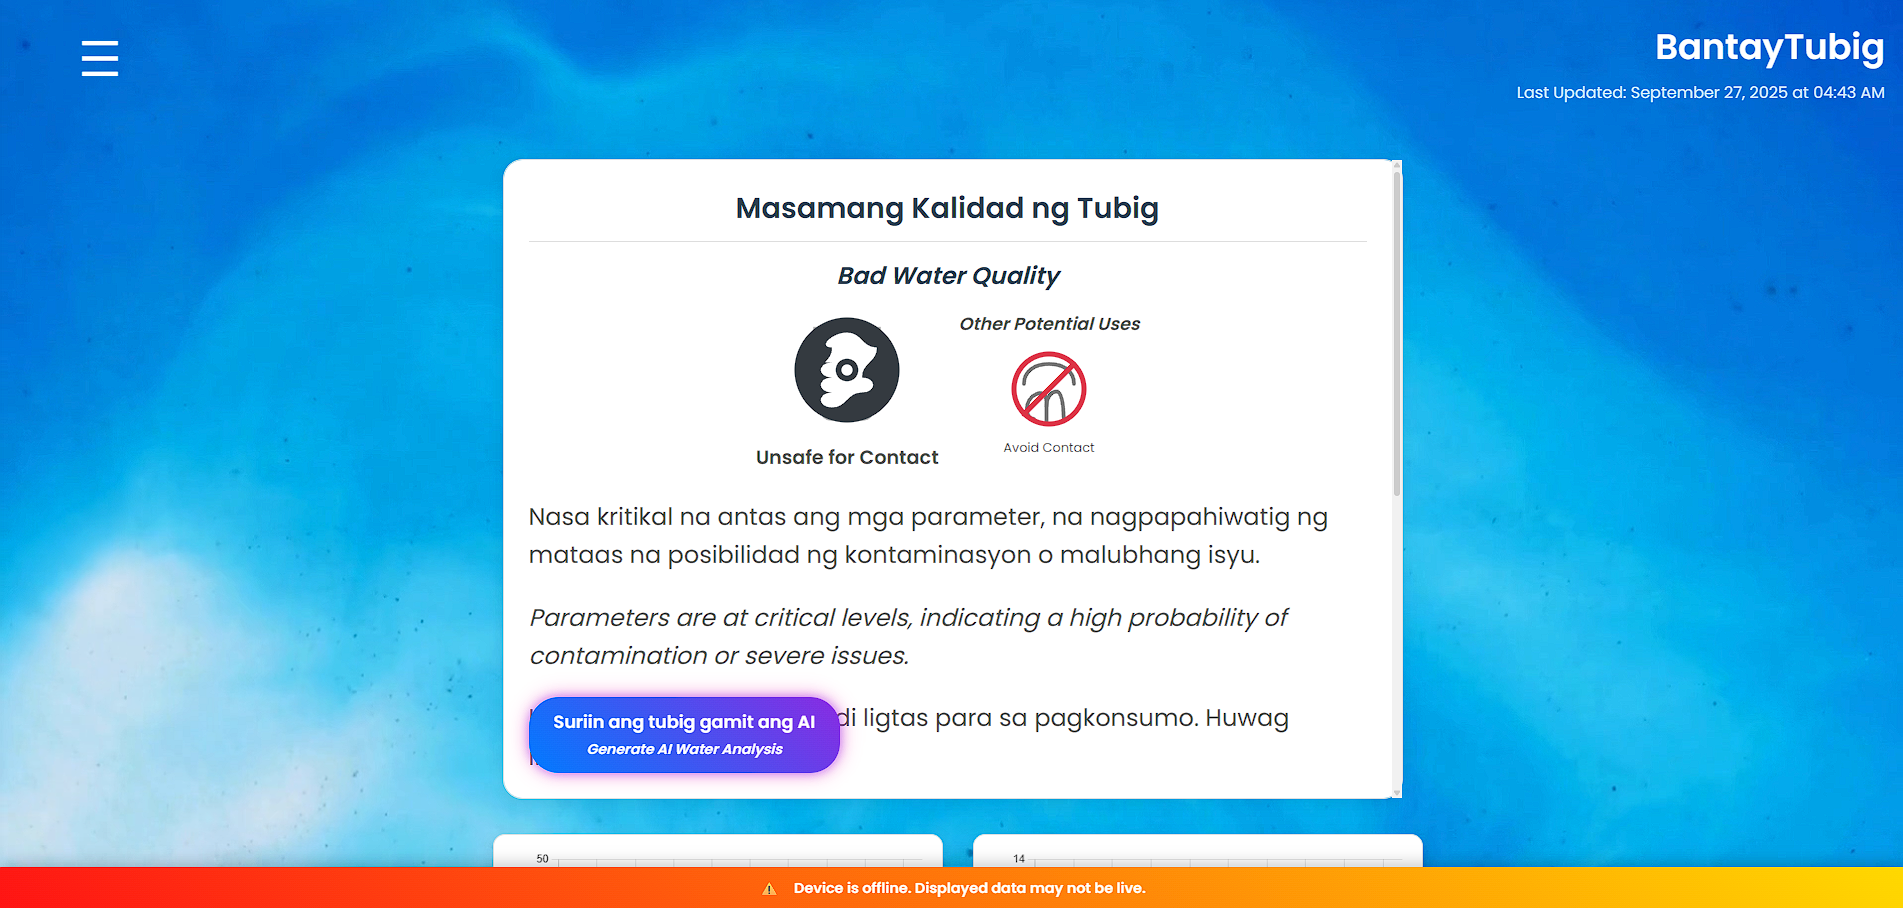 BantayTubig
Last Updated: September 27, 2025 at 04:43 AM
Masamang Kalidad ng Tubig
Bad Water Quality
Other Potential Uses
Unsafe for Contact
Avoid Contact
Nasa kritikal na antas ang mga parameter, na nagpapahiwatig ng
mataas na posibilidad ng kontaminasyon o malubhang isyu.
Parameters are at critical levels, indicating a high probability of
contamination or severe issues.
di ligtas para sa pagkonsumo. Huwag
Suriin ang tubig gamit ang AI
Generate AI Water Analysis
50
14
Device is offline. Displayed data may not be live.